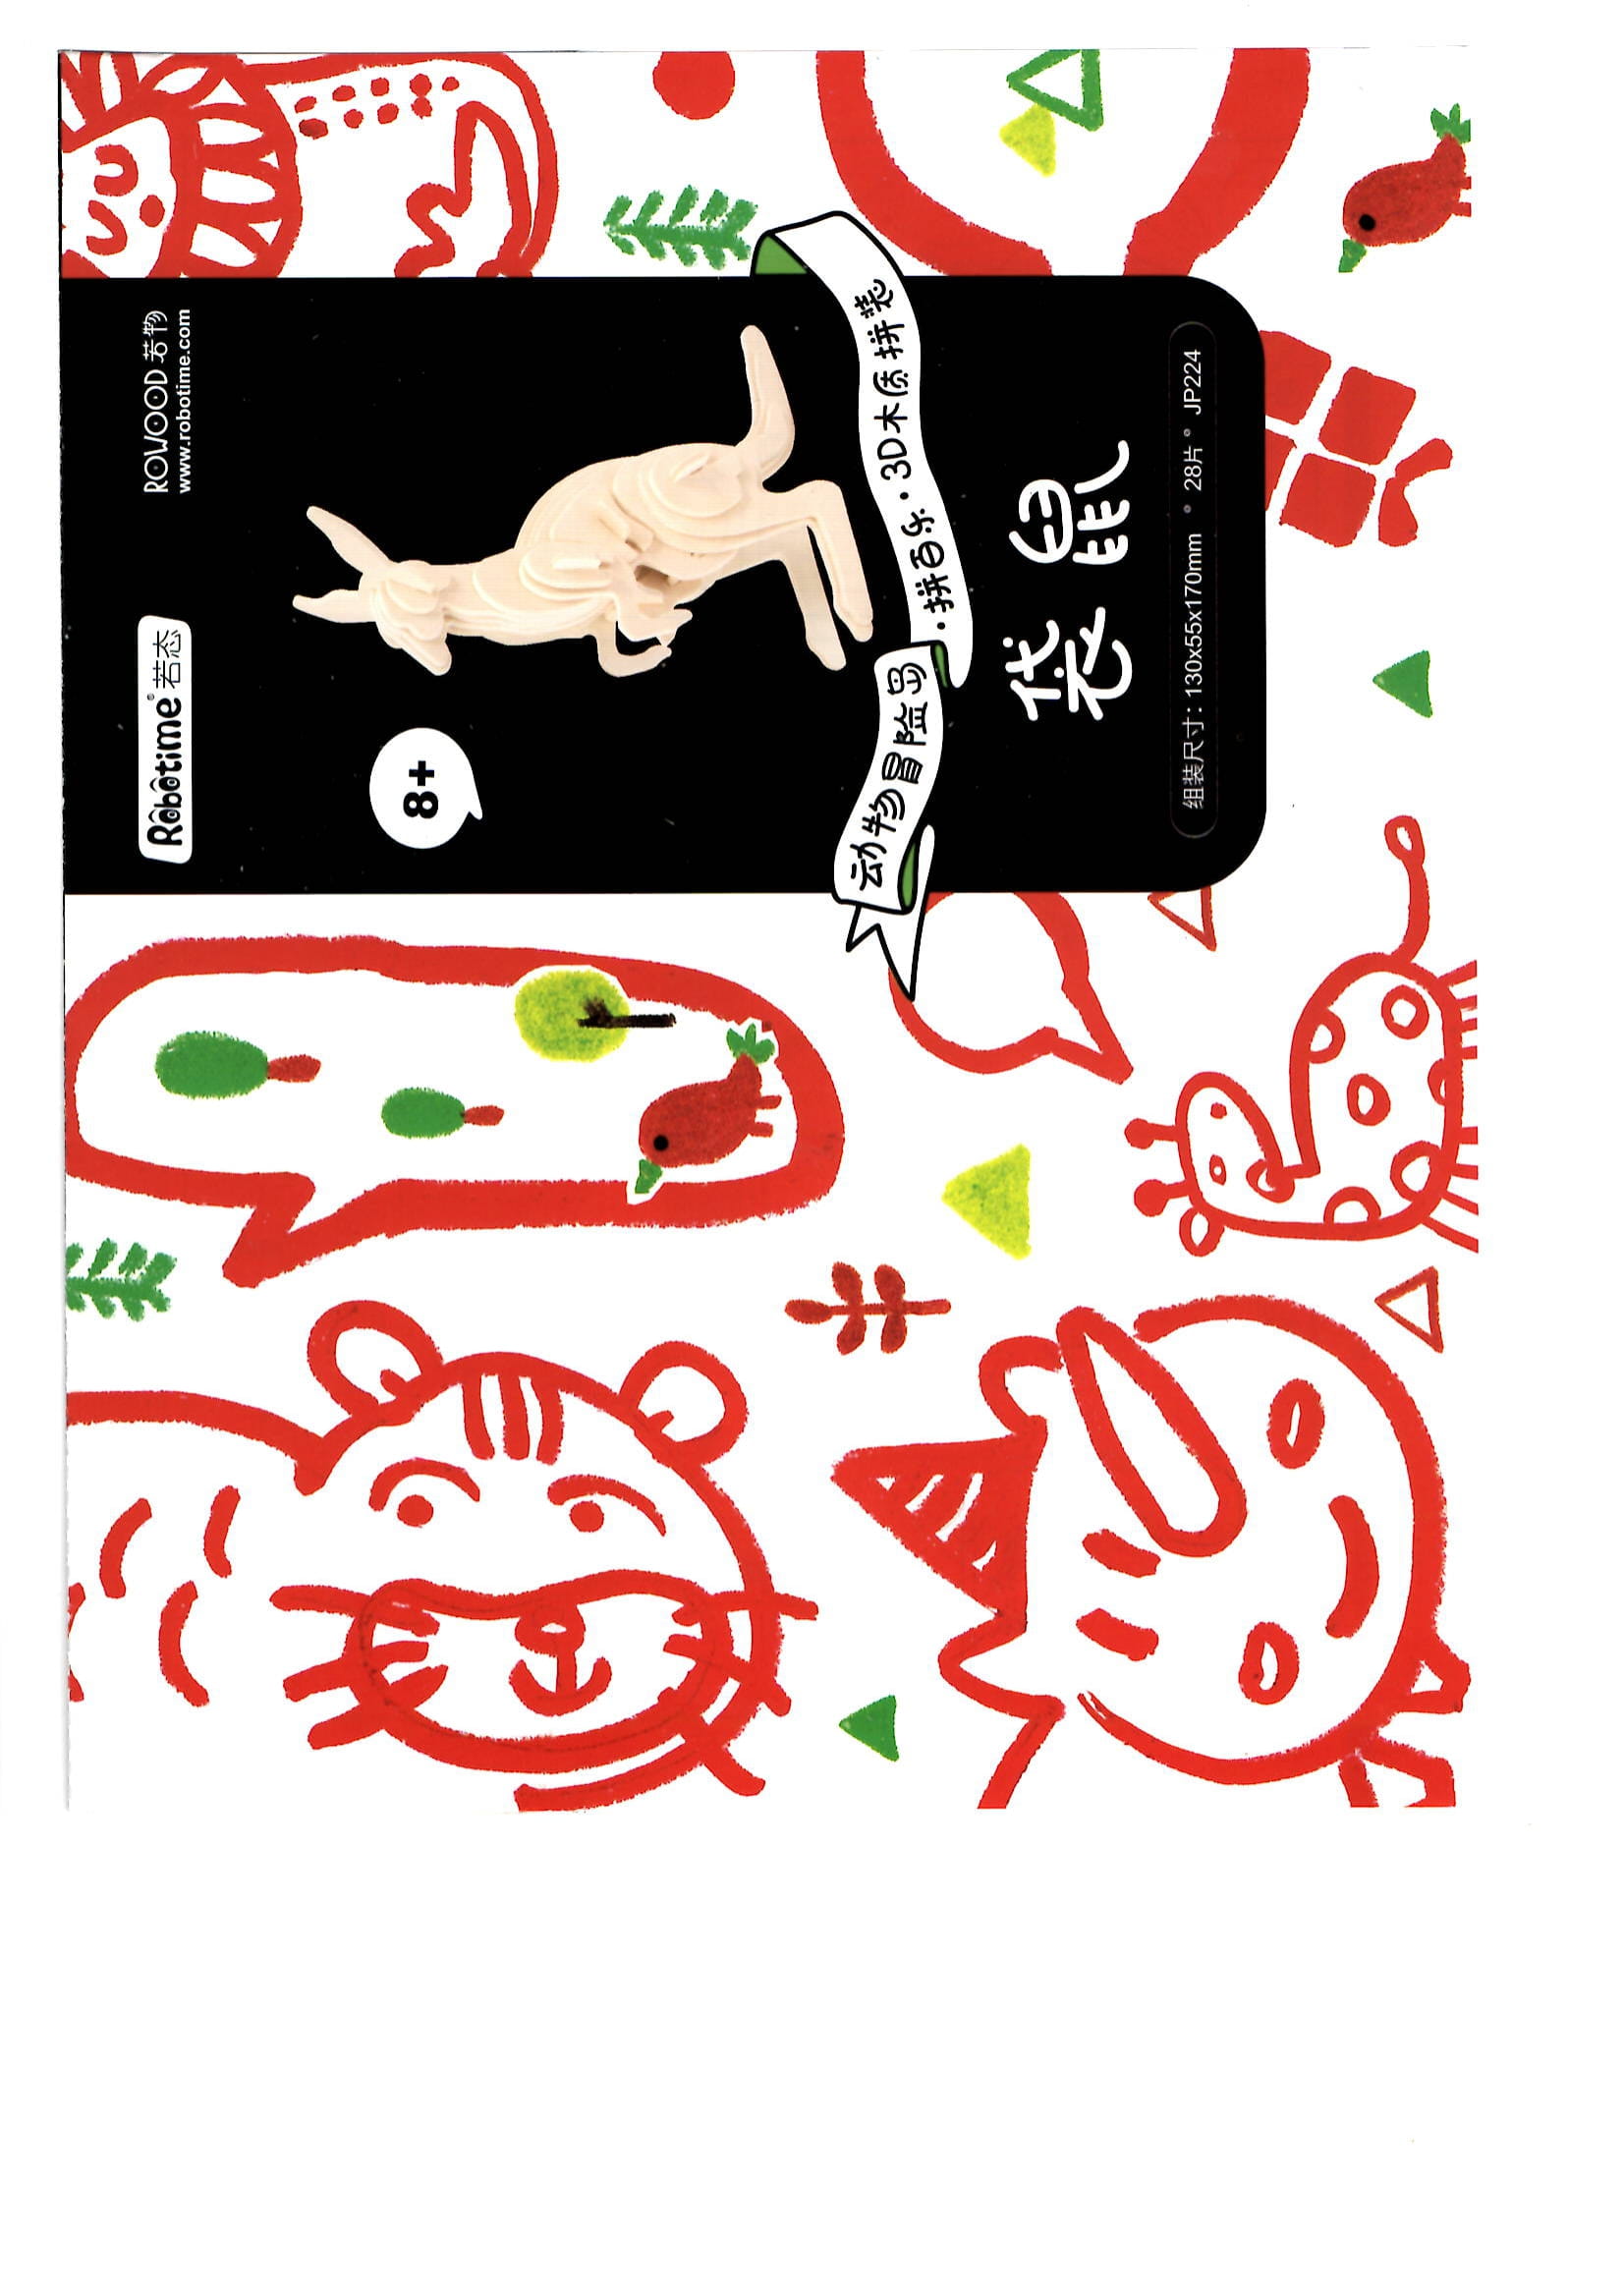 Robotime® 若态
ROWOOD 若物
www.robotime.com
8+
动物冒险岛
·拼百乐·3D木质拼装
袋鼠
组装尺寸:130x55x170mm • 28片• JP224